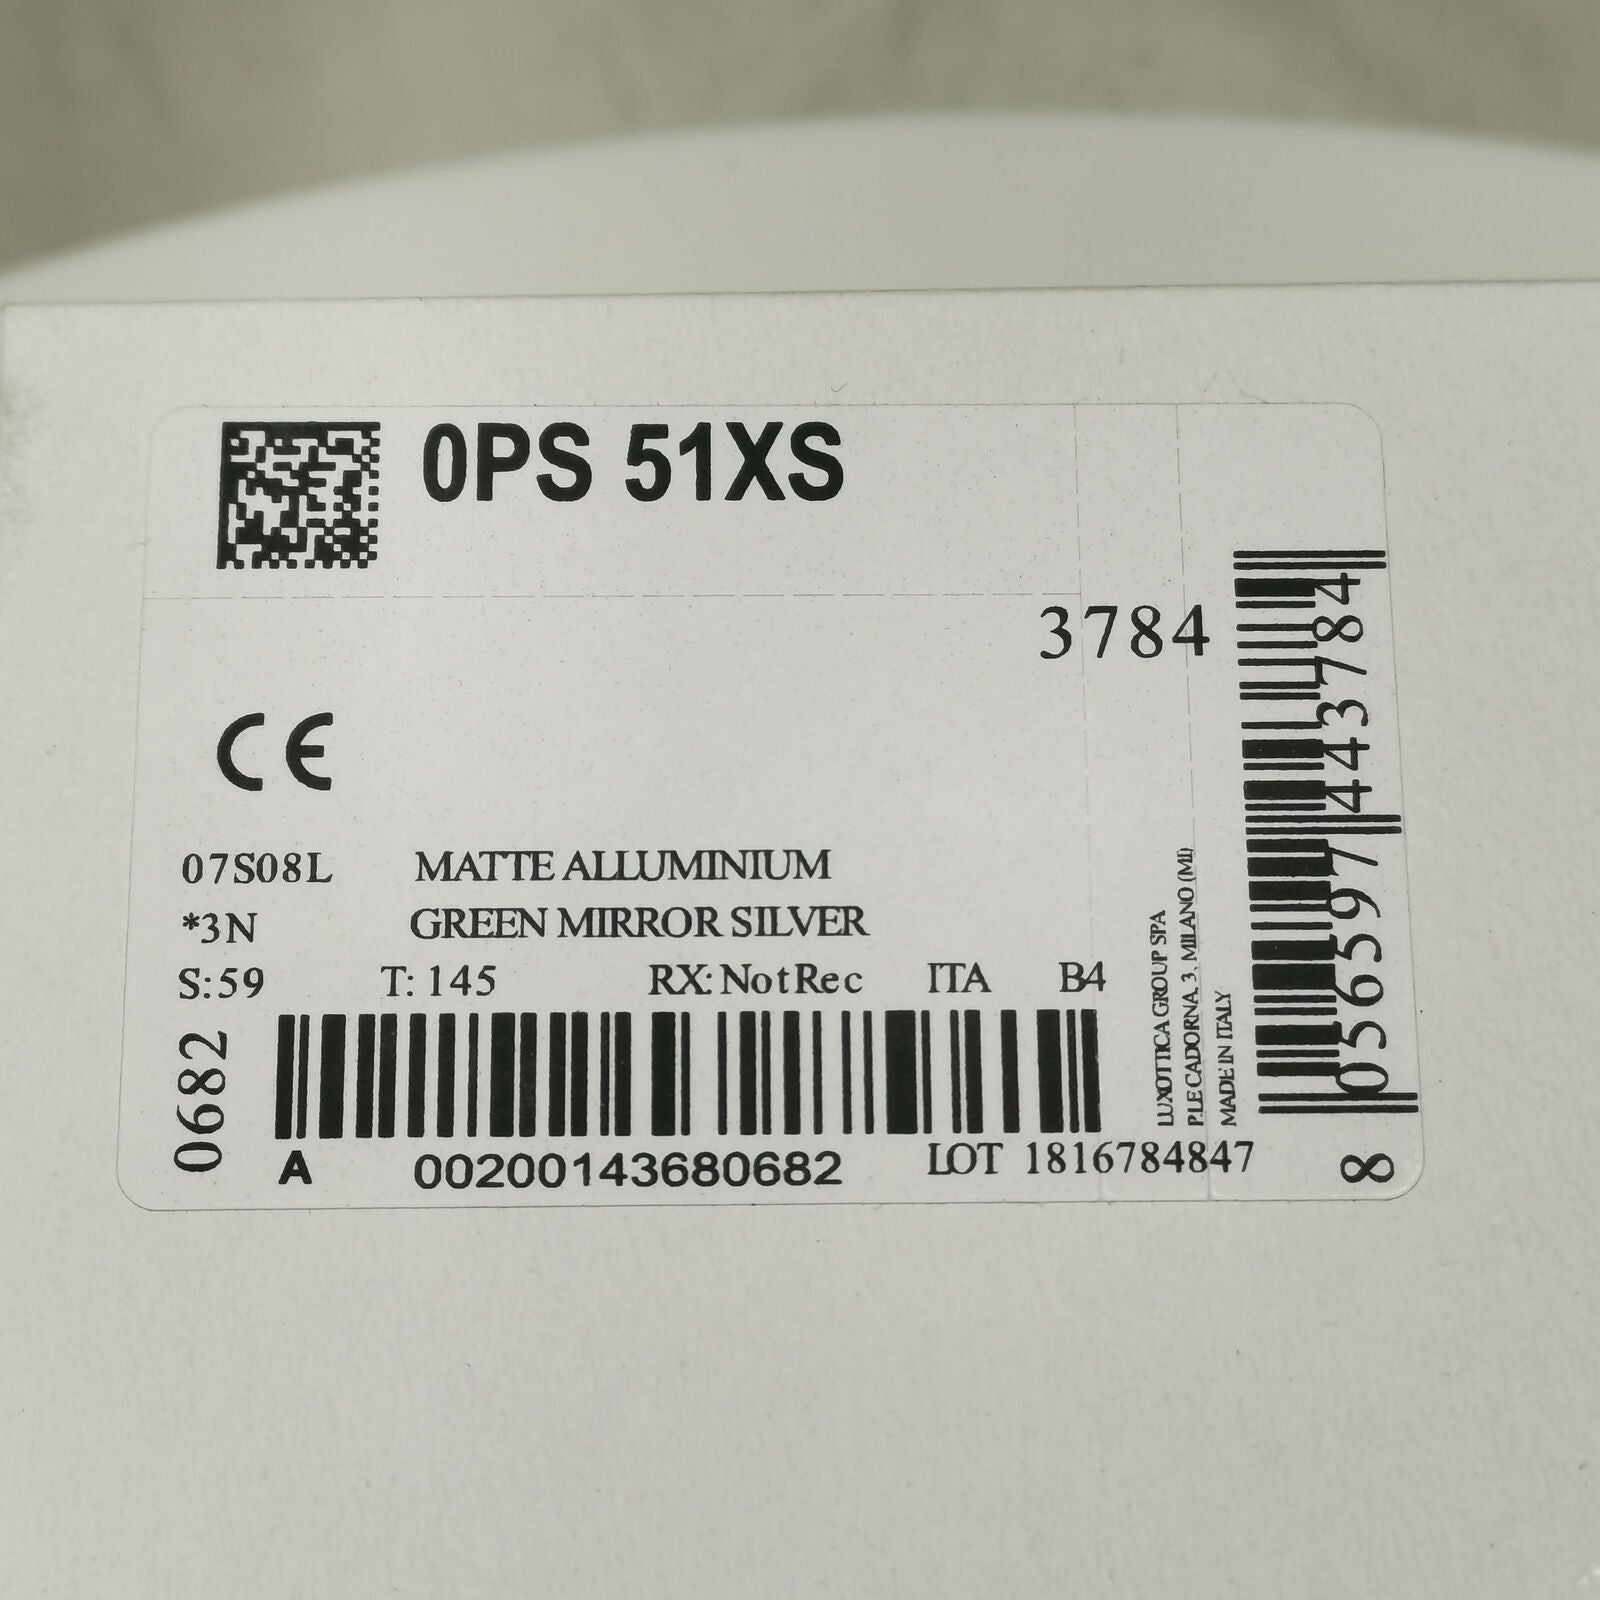 0PS 51XS
3784
CE
07S08L MATTE ALLUMINIUM
*3N GREEN MIRROR SILVER
S:59 T: 145 RX: NotRec ITA B4
0682
A 00200143680682 LOT 1816784847
LUXOTTICA GROUP SPA
P.LE CADORNA, 3, MILANO (MI)
MADE IN ITALY
8 056597 443784